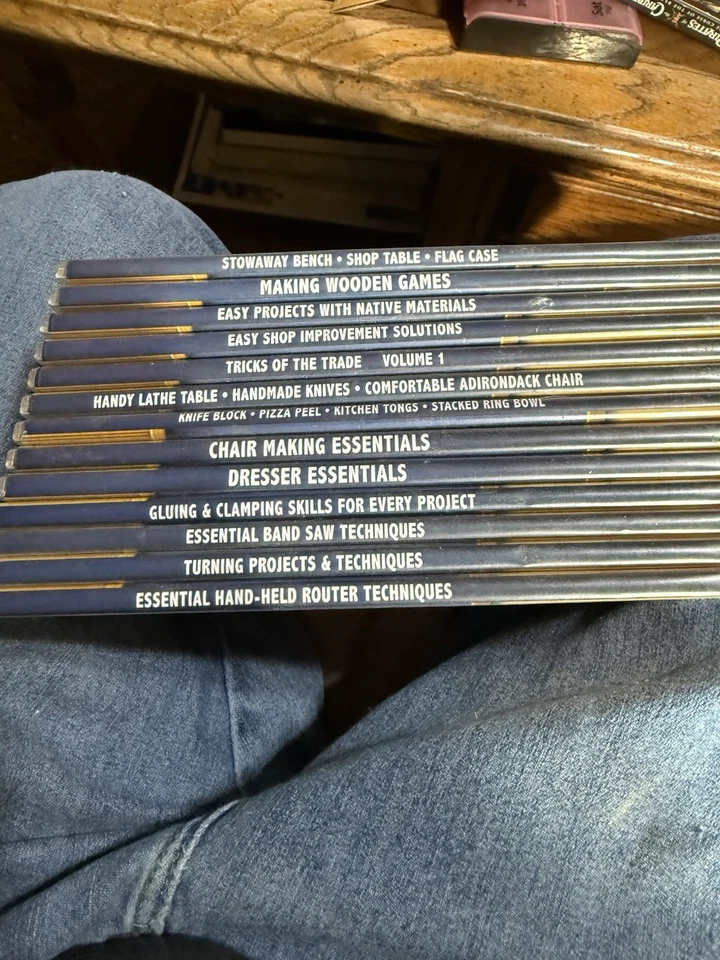 STOWAWAY BENCH • SHOP TABLE • FLAG CASE
MAKING WOODEN GAMES
EASY PROJECTS WITH NATIVE MATERIALS
EASY SHOP IMPROVEMENT SOLUTIONS
TRICKS OF THE TRADE VOLUME 1
HANDY LATHE TABLE • HANDMADE KNIVES • COMFORTABLE ADIRONDACK CHAIR
KNIFE BLOCK • PIZZA PEEL • KITCHEN TONGS • STACKED RING BOWL
CHAIR MAKING ESSENTIALS
DRESSER ESSENTIALS
GLUING & CLAMPING SKILLS FOR EVERY PROJECT
ESSENTIAL BAND SAW TECHNIQUES
TURNING PROJECTS & TECHNIQUES
ESSENTIAL HAND-HELD ROUTER TECHNIQUES